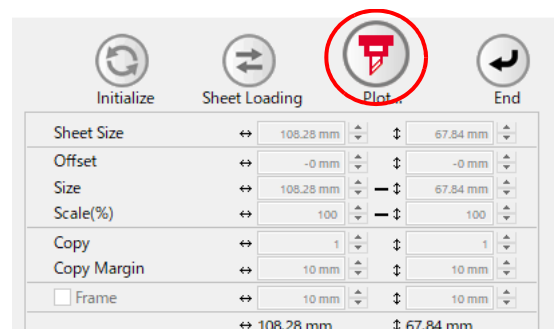 Initialize Sheet Loading Plot... End
Sheet Size ↔ 108.28 mm ↕ 67.84 mm
Offset ↔ -0 mm ↕ -0 mm
Size ↔ 108.28 mm ↕ 67.84 mm
Scale(%) ↔ 100 ↕ 100
Copy ↔ 1 ↕ 1
Copy Margin ↔ 10 mm ↕ 10 mm
Frame ↔ 10 mm ↕ 10 mm
↔ 108.28 mm ↕ 67.84 mm